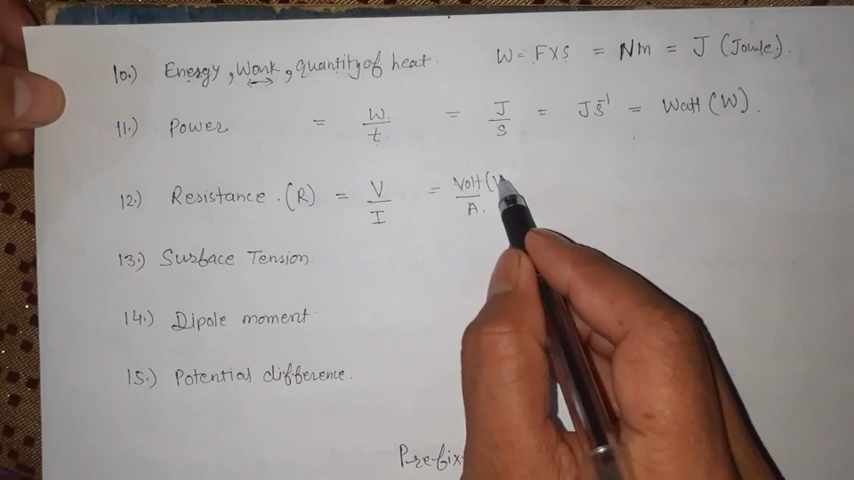 10.) Energy, Work, quantity of heat. W = F×S = Nm = J (Joule).
11.) Power = W/t = J/s = JS⁻¹ = Watt (W).
12.) Resistance. (R) = V/I = Volt(V/A.
13.) Surface Tension
14.) Dipole moment
15.) Potential difference.
Prefix